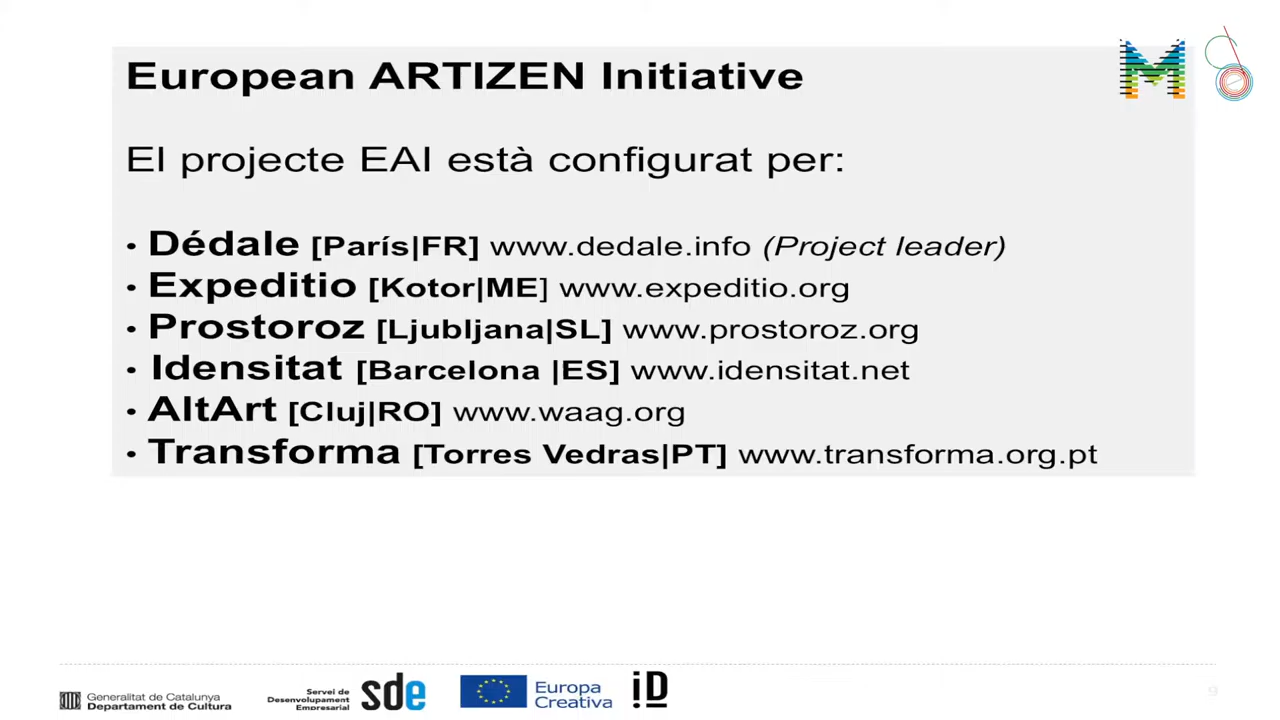 European ARTIZEN Initiative
El projecte EAI està configurat per:
• Dédale [París|FR] www.dedale.info (Project leader)
• Expeditio [Kotor|ME] www.expeditio.org
• Prostoroz [Ljubljana|SL] www.prostoroz.org
• Idensitat [Barcelona |ES] www.idensitat.net
• AltArt [Cluj|RO] www.waag.org
• Transforma [Torres Vedras|PT] www.transforma.org.pt
Generalitat de Catalunya
Departament de Cultura
Servei de
Desenvolupament
Empresarial
sde
Europa
Creativa
iD
9